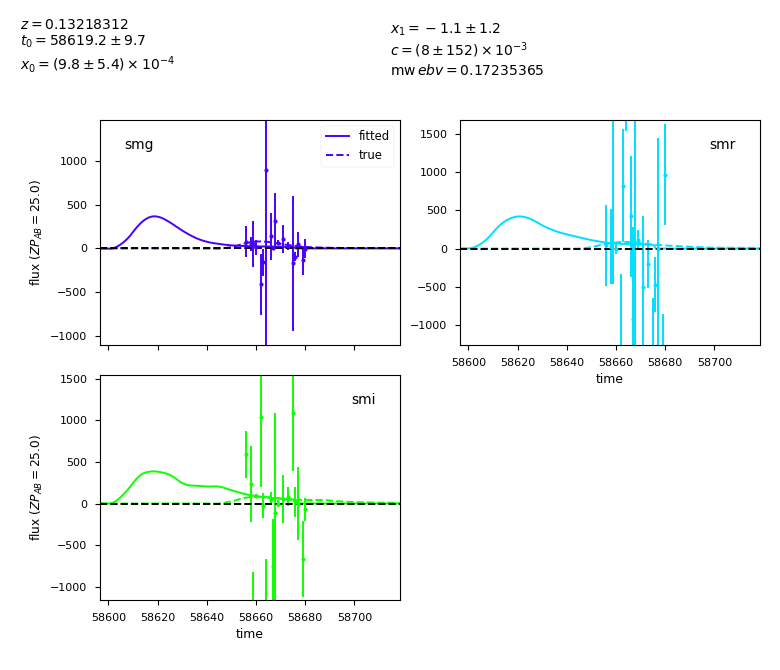 z = 0.13218312
t₀ = 58619.2 ± 9.7
x₀ = (9.8 ± 5.4) × 10⁻⁴
x₁ = −1.1 ± 1.2
c = (8 ± 152) × 10⁻³
mw ebv = 0.17235365
smg
fitted
true
1000
500
0
−500
−1000
flux (ZP_AB = 25.0)
smr
1500
1000
500
0
−500
−1000
58600 58620 58640 58660 58680 58700
time
smi
1500
1000
500
0
−500
−1000
flux (ZP_AB = 25.0)
58600 58620 58640 58660 58680 58700
time